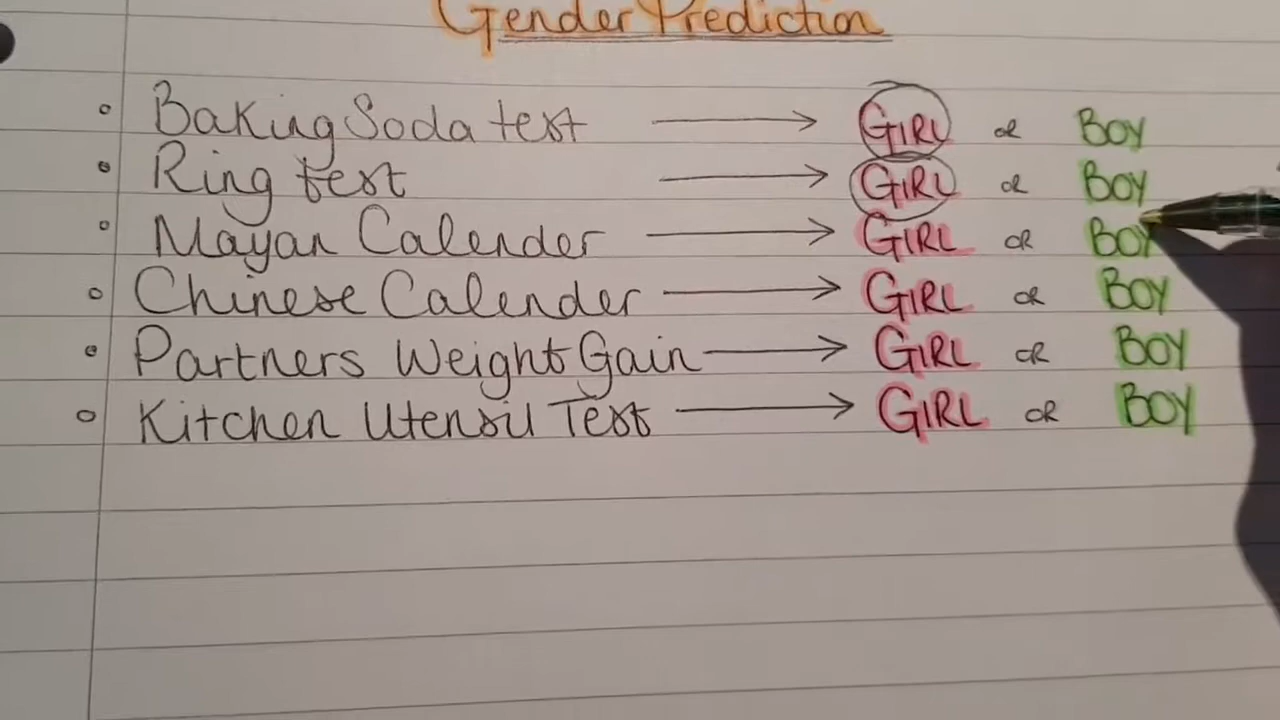 Gender Prediction
Baking Soda test → GIRL OR BOY
Ring test → GIRL OR BOY
Mayan Calender → GIRL OR BOY
Chinese Calender → GIRL OR BOY
Partners Weight Gain → GIRL OR BOY
Kitchen Utensil Test → GIRL OR BOY